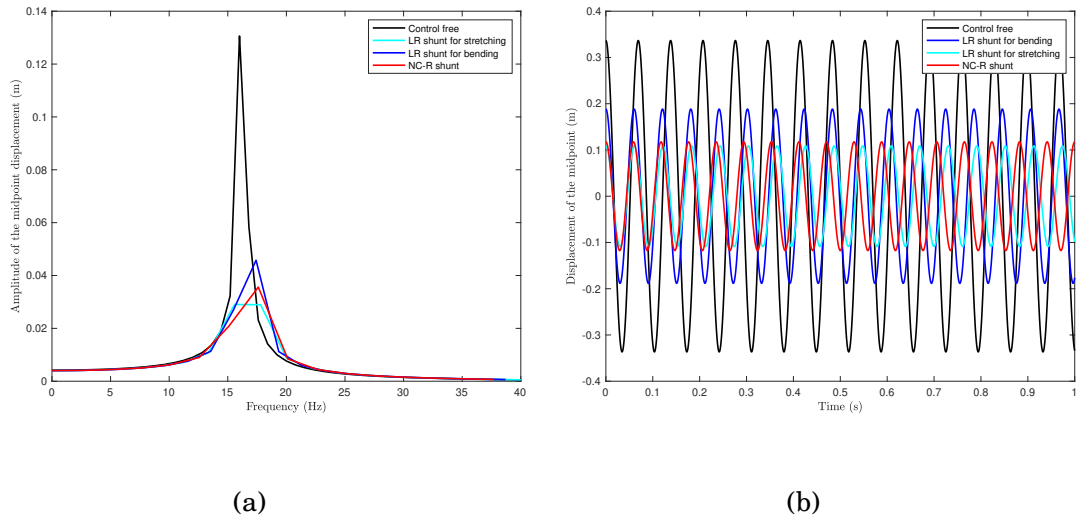 0.14
0.12
0.1
0.08
0.06
0.04
0.02
0
0 5 10 15 20 25 30 35 40
Frequency (Hz)
Amplitude of the midpoint displacement (m)
Control free
LR shunt for stretching
LR shunt for bending
NC-R shunt
(a)
0.4
0.3
0.2
0.1
0
-0.1
-0.2
-0.3
-0.4
0 0.1 0.2 0.3 0.4 0.5 0.6 0.7 0.8 0.9 1
Time (s)
Displacement of the midpoint (m)
Control free
LR shunt for bending
LR shunt for stretching
NC-R shunt
(b)